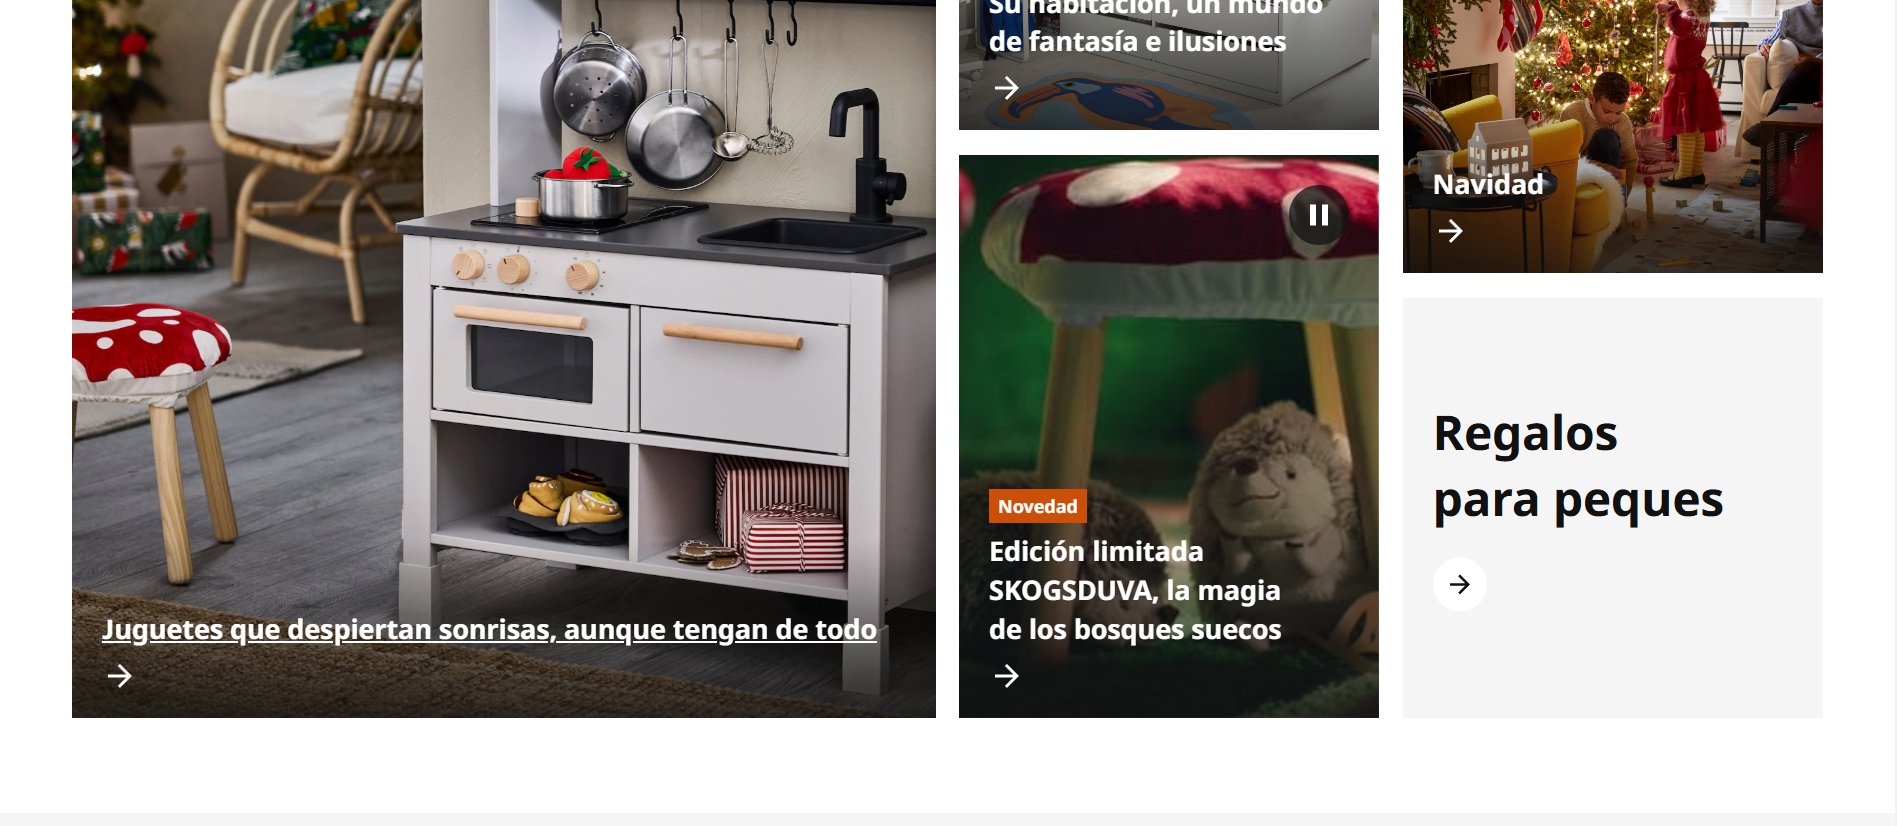 Su habitación, un mundo
de fantasía e ilusiones
Navidad
Juguetes que despiertan sonrisas, aunque tengan de todo
Novedad
Edición limitada
SKOGSDUVA, la magia
de los bosques suecos
Regalos
para peques